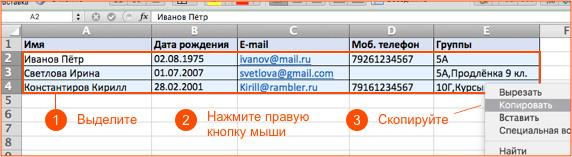 Вставка
A2 Иванов Пётр
A B C D E F
1 Имя Дата рождения E-mail Моб. телефон Группы
2 Иванов Пётр 02.08.1975 ivanov@mail.ru 79261234567 5А
3 Светлова Ирина 01.07.2007 svetlova@gmail.com 5А,Продлёнка 9 кл.
4 Константиров Кирилл 28.02.2001 Kirill@rambler.ru 79161234567 10Г,Курсы
1 Выделите
2 Нажмите правую
кнопку мыши
3 Скопируйте
Вырезать
Копировать
Вставить
Специальная вс
Найти